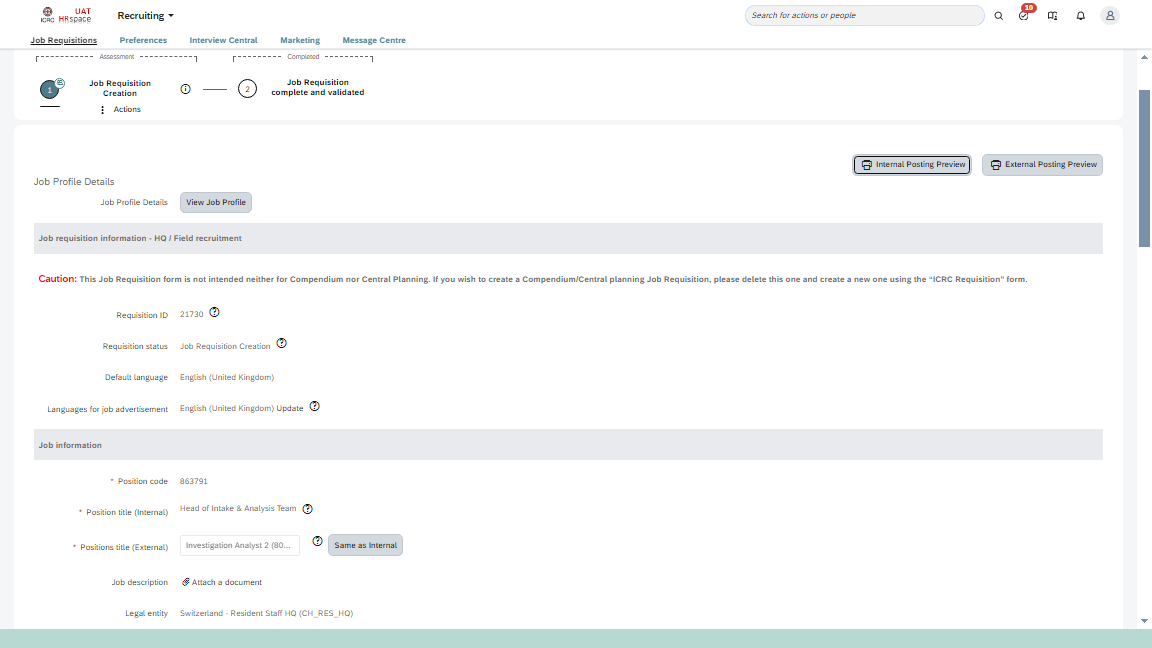 ICRC
UAT
HRspace
Recruiting
Search for actions or people
10
Job Requisitions
Preferences
Interview Central
Marketing
Message Centre
Assessment
Completed
1
Job Requisition
Creation
Actions
2
Job Requisition
complete and validated
Internal Posting Preview
External Posting Preview
Job Profile Details
Job Profile Details
View Job Profile
Job requisition information - HQ / Field recruitment
Caution: This Job Requisition form is not intended neither for Compendium nor Central Planning. If you wish to create a Compendium/Central planning Job Requisition, please delete this one and create a new one using the “ICRC Requisition” form.
Requisition ID 21730
Requisition status Job Requisition Creation
Default language English (United Kingdom)
Languages for job advertisement English (United Kingdom) Update
Job information
* Position code 863791
* Position title (Internal) Head of Intake & Analysis Team
* Positions title (External) Investigation Analyst 2 (80... Same as Internal
Job description Attach a document
Legal entity Switzerland - Resident Staff HQ (CH_RES_HQ)